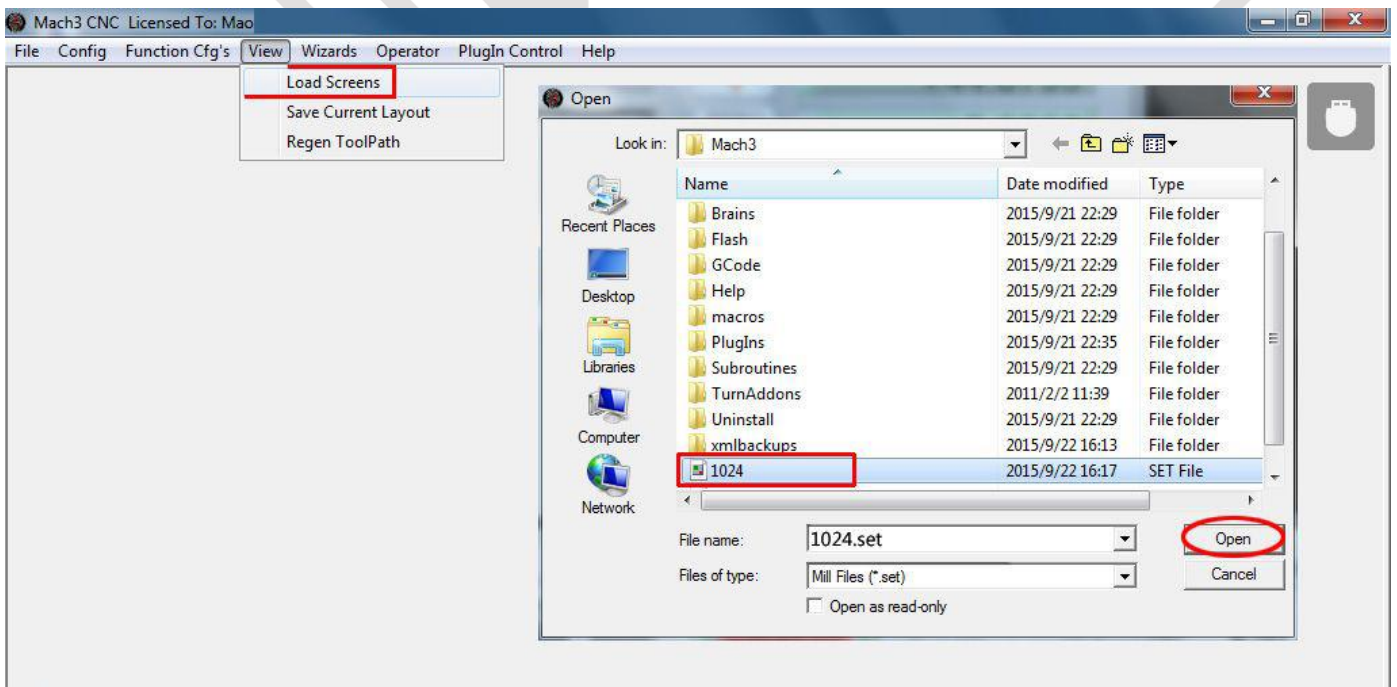 Mach3 CNC Licensed To: Mao
File Config Function Cfg's View Wizards Operator PlugIn Control Help
Load Screens
Save Current Layout
Regen ToolPath
Open
Look in: Mach3
Name Date modified Type
Recent Places
Desktop
Libraries
Computer
Network
Brains 2015/9/21 22:29 File folder
Flash 2015/9/21 22:29 File folder
GCode 2015/9/21 22:29 File folder
Help 2015/9/21 22:29 File folder
macros 2015/9/21 22:29 File folder
PlugIns 2015/9/21 22:35 File folder
Subroutines 2015/9/21 22:29 File folder
TurnAddons 2011/2/2 11:39 File folder
Uninstall 2015/9/21 22:29 File folder
xmlbackups 2015/9/22 16:13 File folder
1024 2015/9/22 16:17 SET File
File name: 1024.set Open
Files of type: Mill Files (*.set) Cancel
Open as read-only